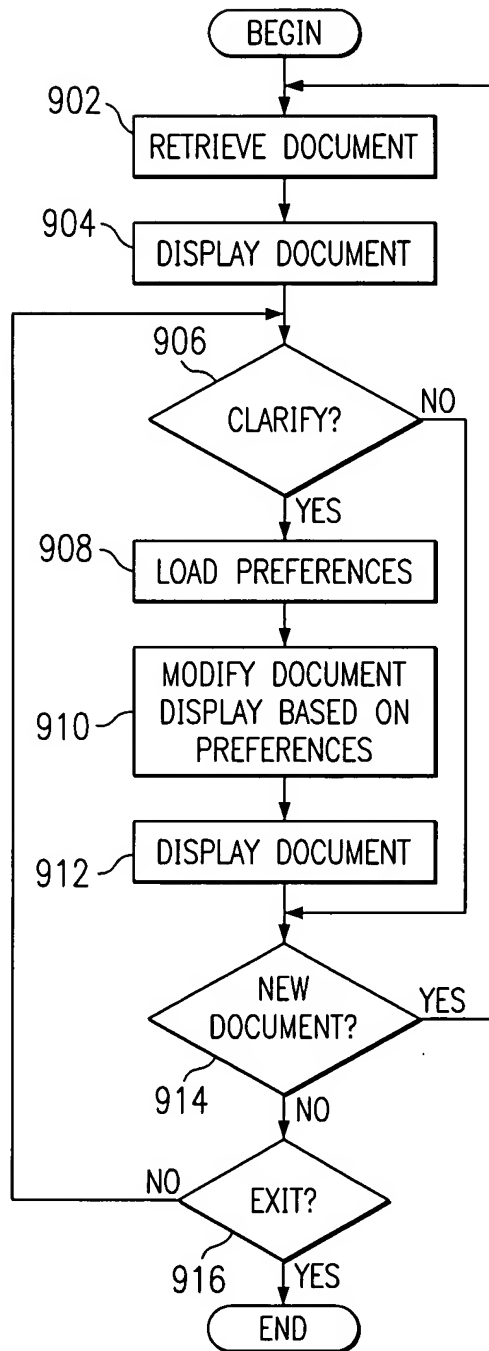 BEGIN
902
RETRIEVE DOCUMENT
904
DISPLAY DOCUMENT
906
CLARIFY?
NO
YES
908
LOAD PREFERENCES
MODIFY DOCUMENT
DISPLAY BASED ON
PREFERENCES
910
DISPLAY DOCUMENT
912
NEW
DOCUMENT?
YES
914
NO
NO
EXIT?
916
YES
END